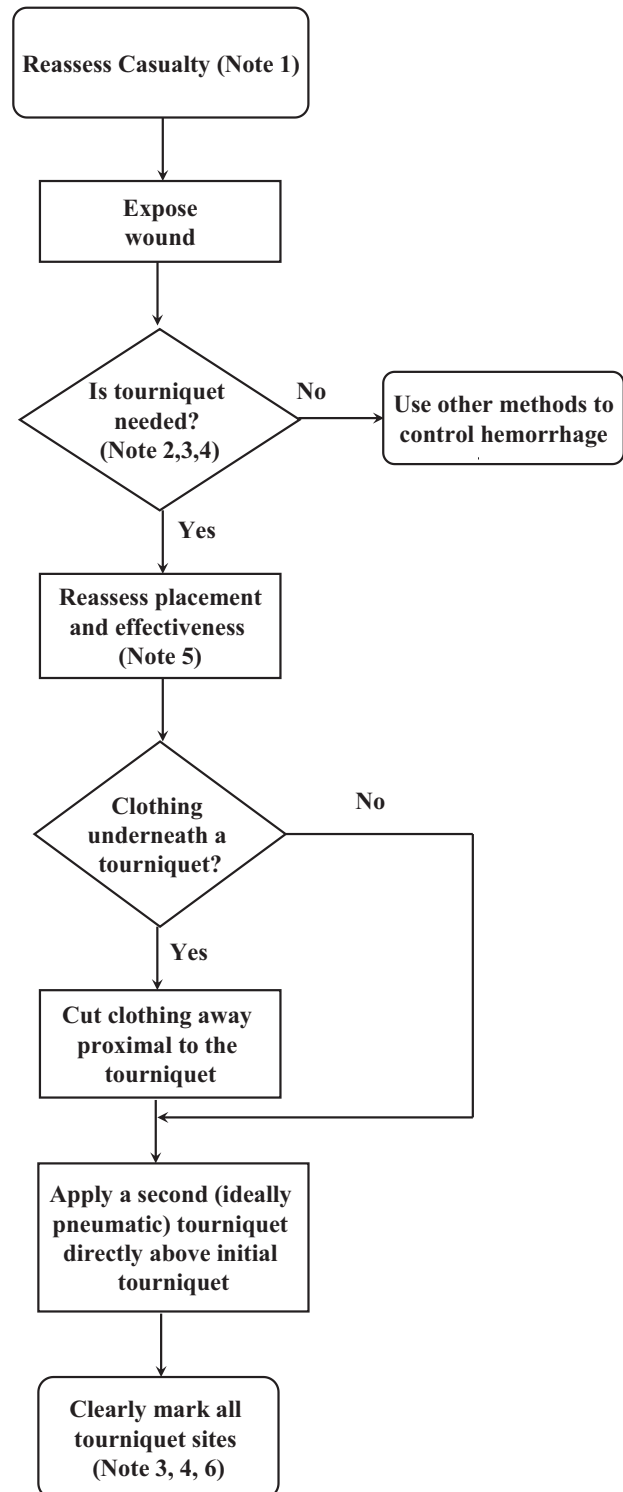 Reassess Casualty (Note 1)
Expose
wound
Is tourniquet
needed?
(Note 2,3,4)
No
Use other methods to
control hemorrhage
Yes
Reassess placement
and effectiveness
(Note 5)
Clothing
underneath a
tourniquet?
No
Yes
Cut clothing away
proximal to the
tourniquet
Apply a second (ideally
pneumatic) tourniquet
directly above initial
tourniquet
Clearly mark all
tourniquet sites
(Note 3, 4, 6)